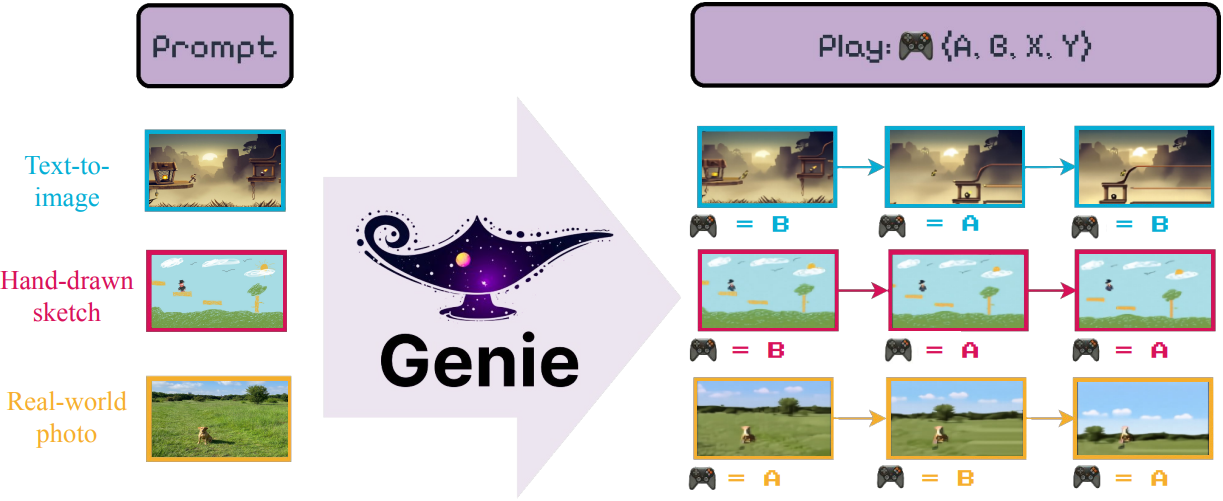 Prompt
Play: {A, B, X, Y}
Text-to-
image
= B
= A
= B
Hand-drawn
sketch
= B
= A
= A
Genie
Real-world
photo
= A
= B
= A